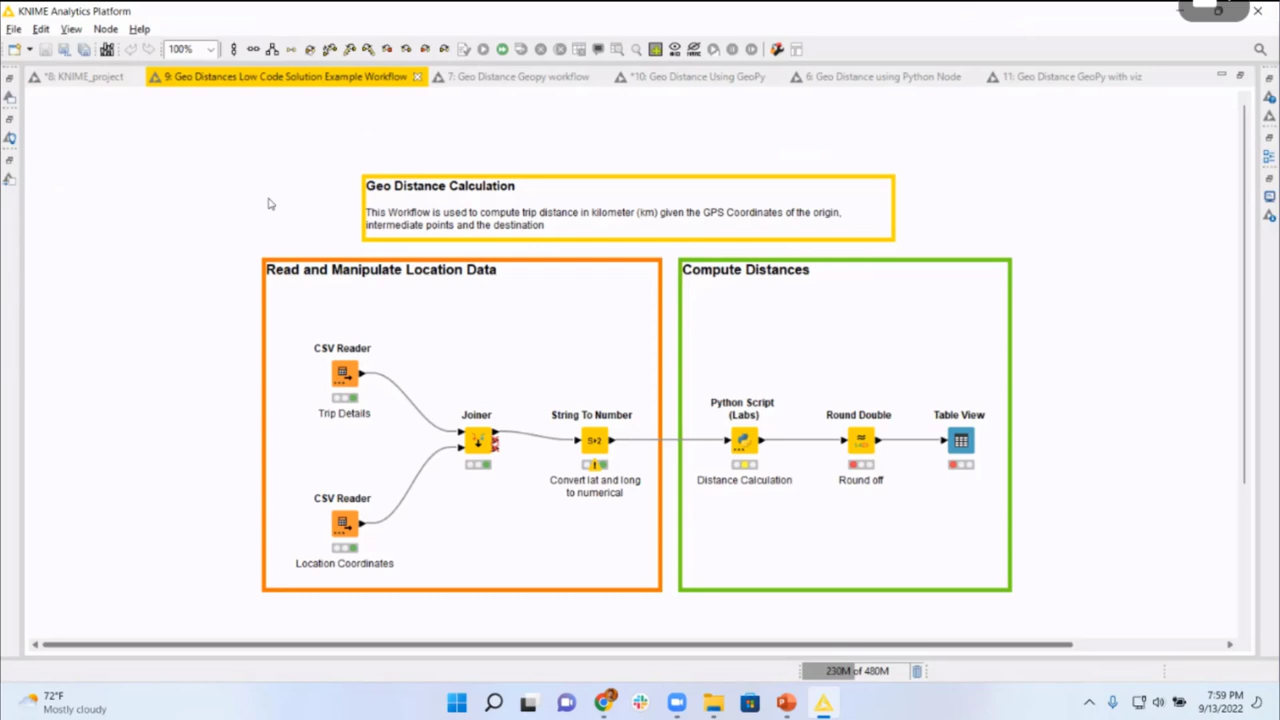 KNIME Analytics Platform
File Edit View Node Help
100%
*8: KNIME_project
9: Geo Distances Low Code Solution Example Workflow
7: Geo Distance Geopy workflow
*10: Geo Distance Using GeoPy
6: Geo Distance using Python Node
11: Geo Distance GeoPy with viz
Geo Distance Calculation
This Workflow is used to compute trip distance in kilometer (km) given the GPS Coordinates of the origin,
intermediate points and the destination
Read and Manipulate Location Data
CSV Reader
Trip Details
CSV Reader
Location Coordinates
Joiner
String To Number
S+2
Convert lat and long
to numerical
Compute Distances
Python Script
(Labs)
Distance Calculation
Round Double
Round off
Table View
230M of 480M
72°F
Mostly cloudy
7:59 PM
9/13/2022